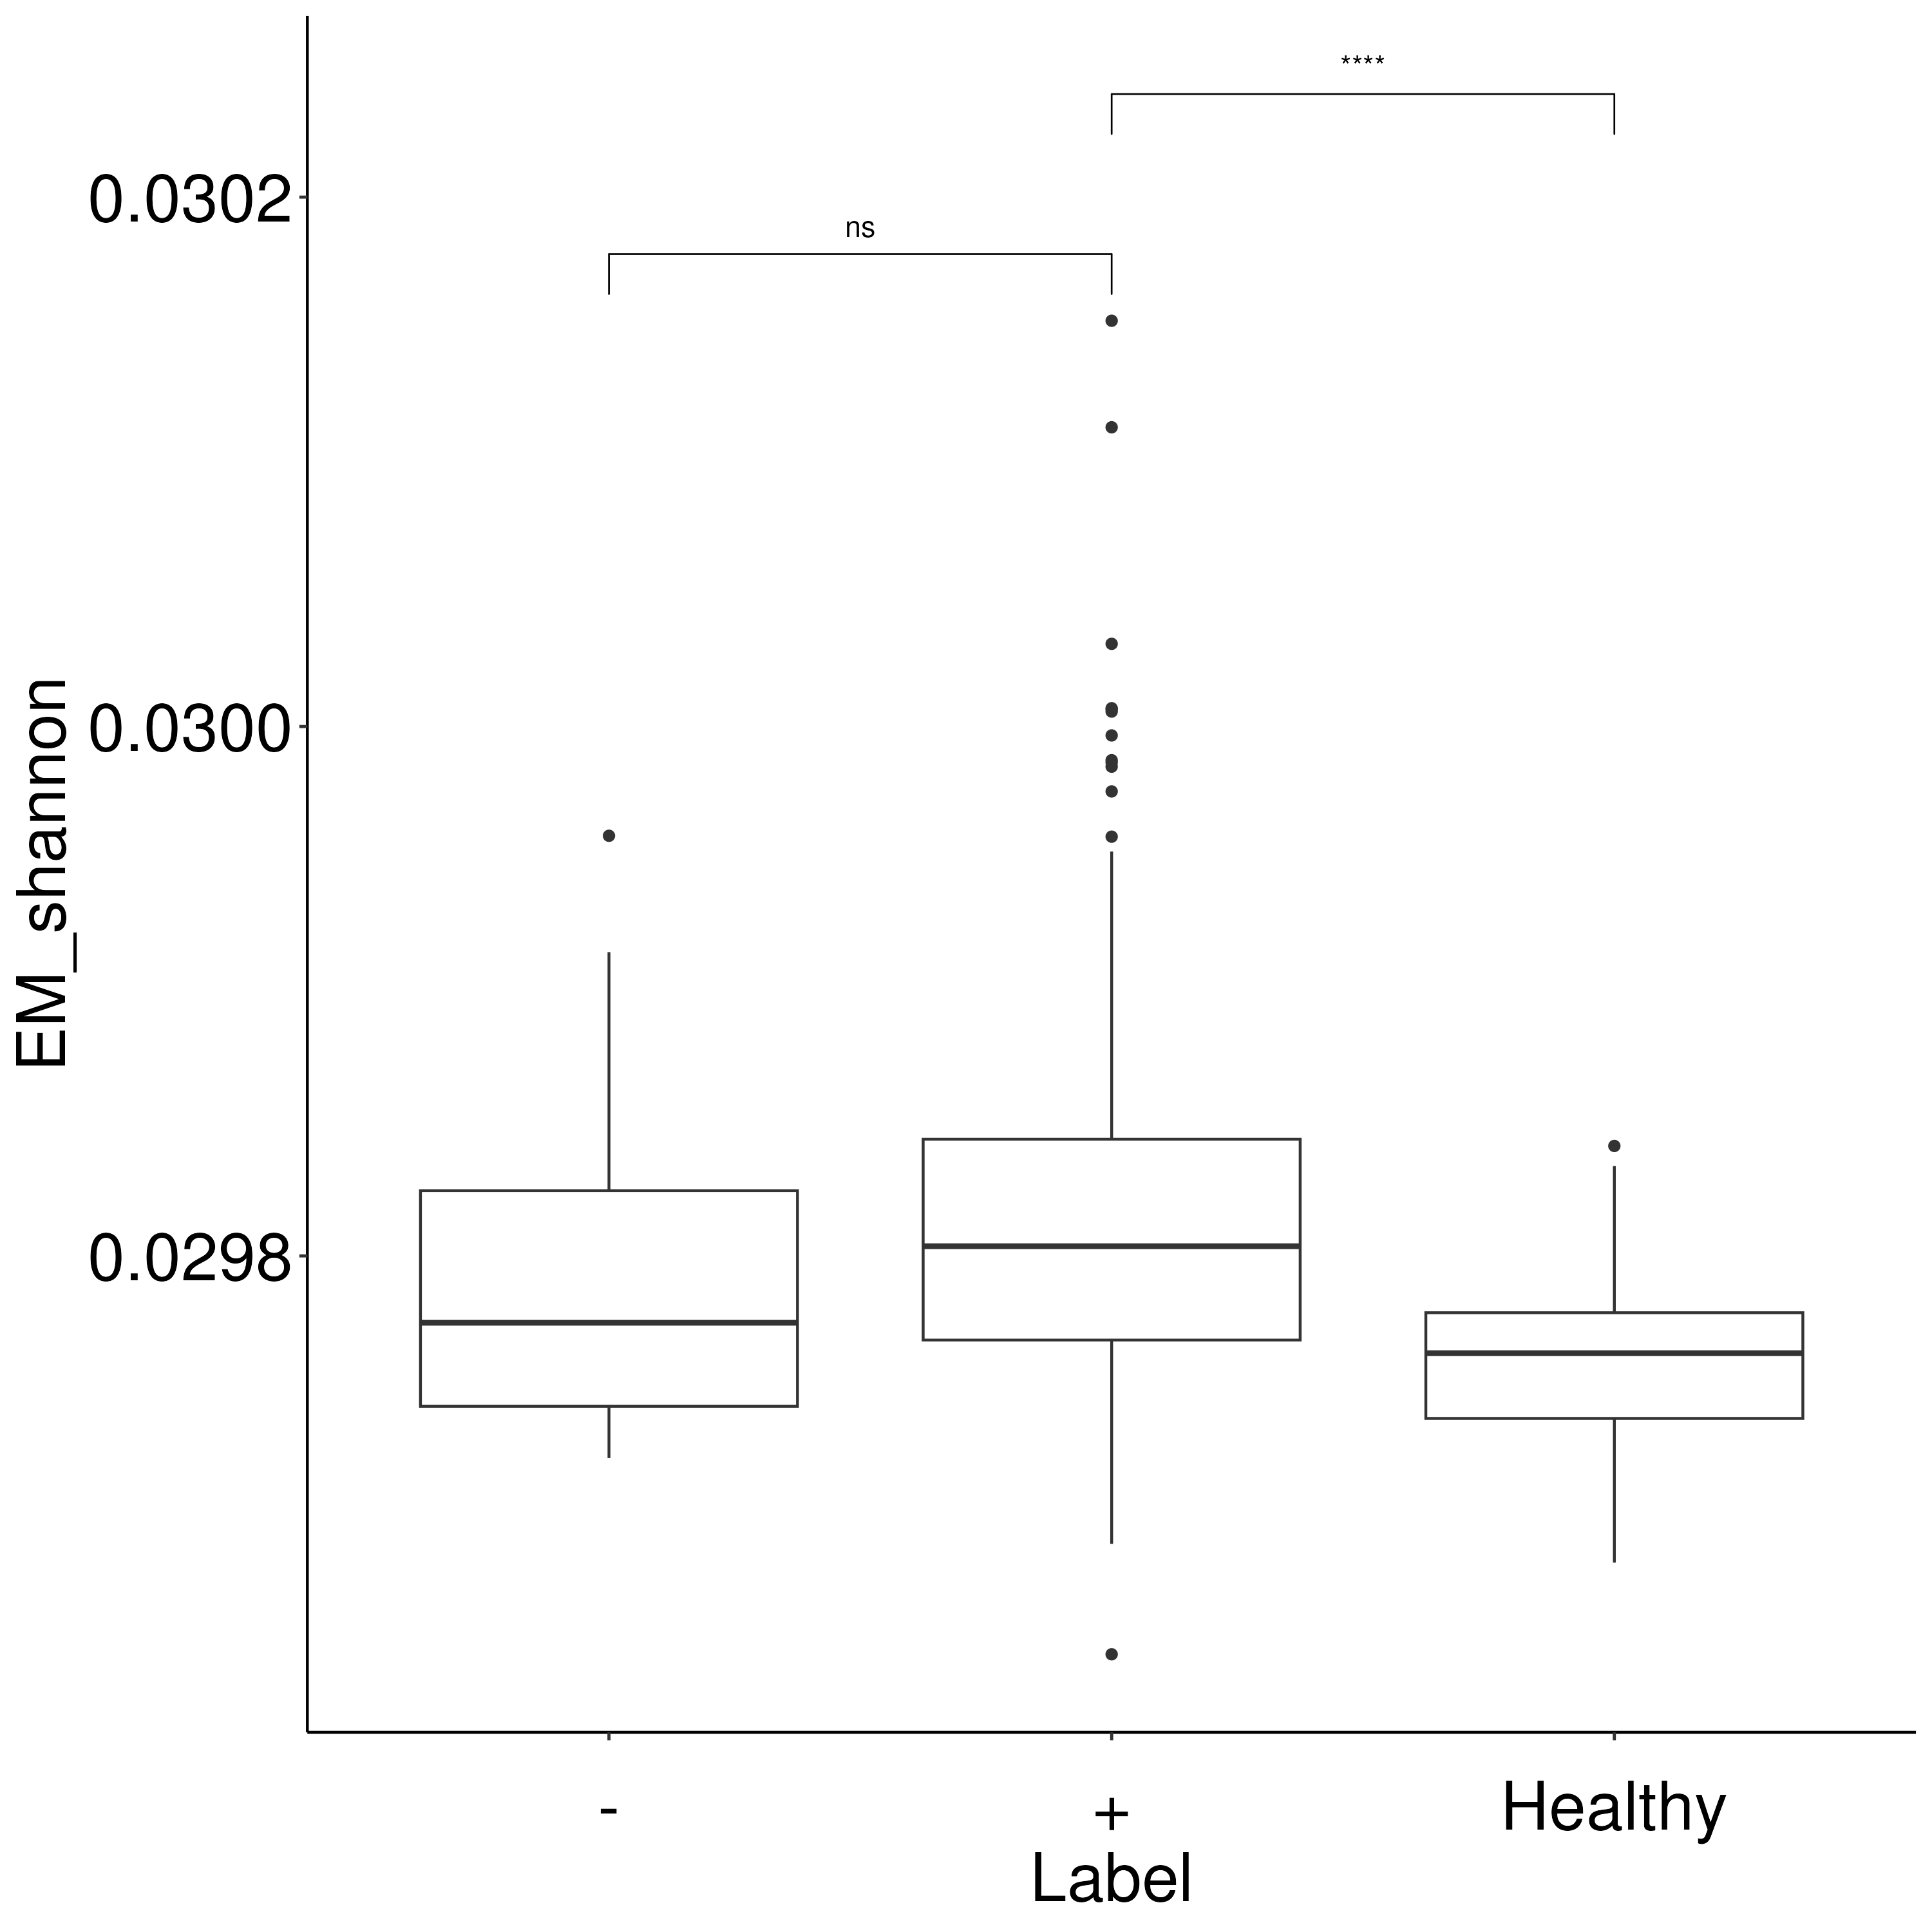 ****
0.0302
ns
0.0300
EM_shannon
0.0298
- + Healthy
Label